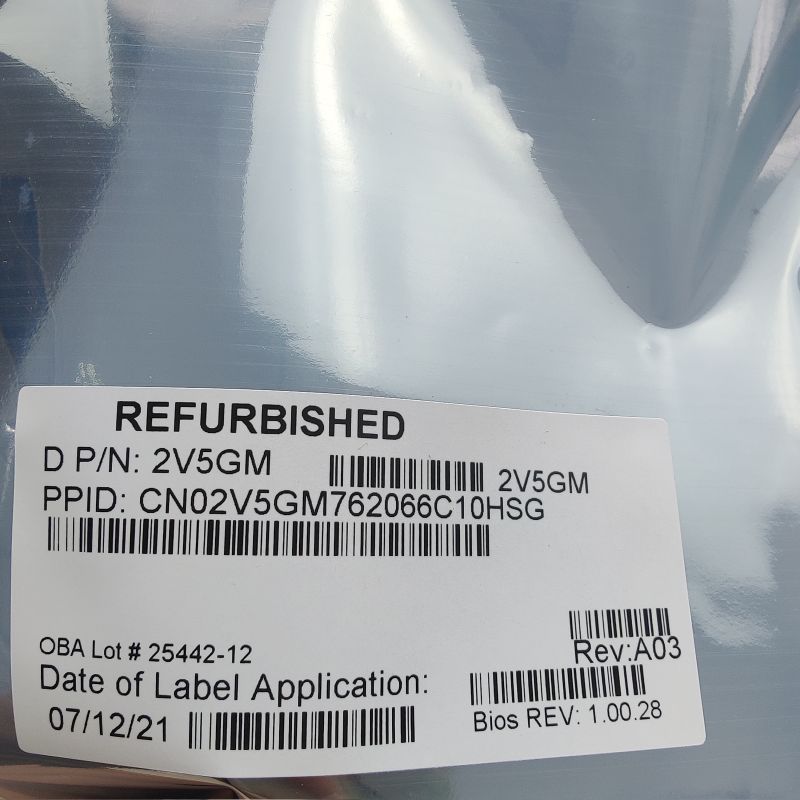 REFURBISHED
D P/N: 2V5GM 2V5GM
PPID: CN02V5GM762066C10HSG
OBA Lot # 25442-12 Rev:A03
Date of Label Application:
07/12/21 Bios REV: 1.00.28